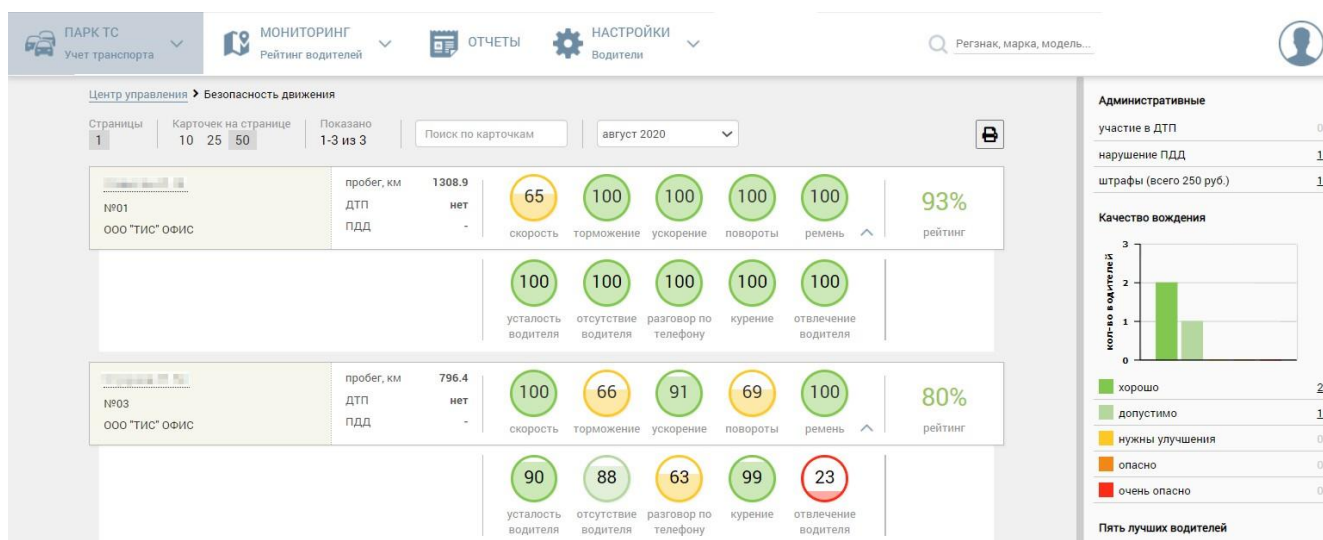 ПАРК ТС
Учет транспорта
МОНИТОРИНГ
Рейтинг водителей
ОТЧЕТЫ
НАСТРОЙКИ
Водители
Регзнак, марка, модель...
Центр управления > Безопасность движения
Страницы
1
Карточек на странице
10 25 50
Показано
1-3 из 3
Поиск по карточкам
август 2020
№01
ООО "ТИС" ОФИС
пробег, км 1308.9
ДТП нет
ПДД -
65 100 100 100 100
скорость торможение ускорение повороты ремень
93%
рейтинг
100 100 100 100 100
усталость отсутствие разговор по курение отвлечение
водителя водителя телефону водителя
№03
ООО "ТИС" ОФИС
пробег, км 796.4
ДТП нет
ПДД -
100 66 91 69 100
скорость торможение ускорение повороты ремень
80%
рейтинг
90 88 63 99 23
усталость отсутствие разговор по курение отвлечение
водителя водителя телефону водителя
Административные
участие в ДТП 0
нарушение ПДД 1
штрафы (всего 250 руб.) 1
Качество вождения
кол-во водителей
3
2
1
0
хорошо 2
допустимо 1
нужны улучшения 0
опасно 0
очень опасно 0
Пять лучших водителей